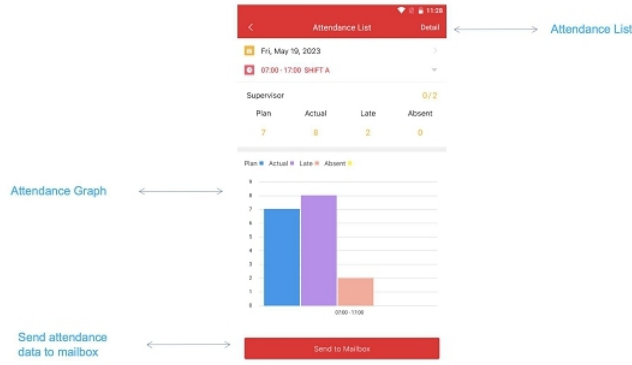 11:28
Attendance List
Detail
Attendance List
Fri, May 19, 2023
07:00 - 17:00 SHIFT A
Supervisor
0/2
Plan Actual Late Absent
7 8 2 0
Plan Actual Late Absent
9
8
7
6
5
4
3
2
1
0
07:00 - 17:00
Attendance Graph
Send attendance
data to mailbox
Send to Mailbox